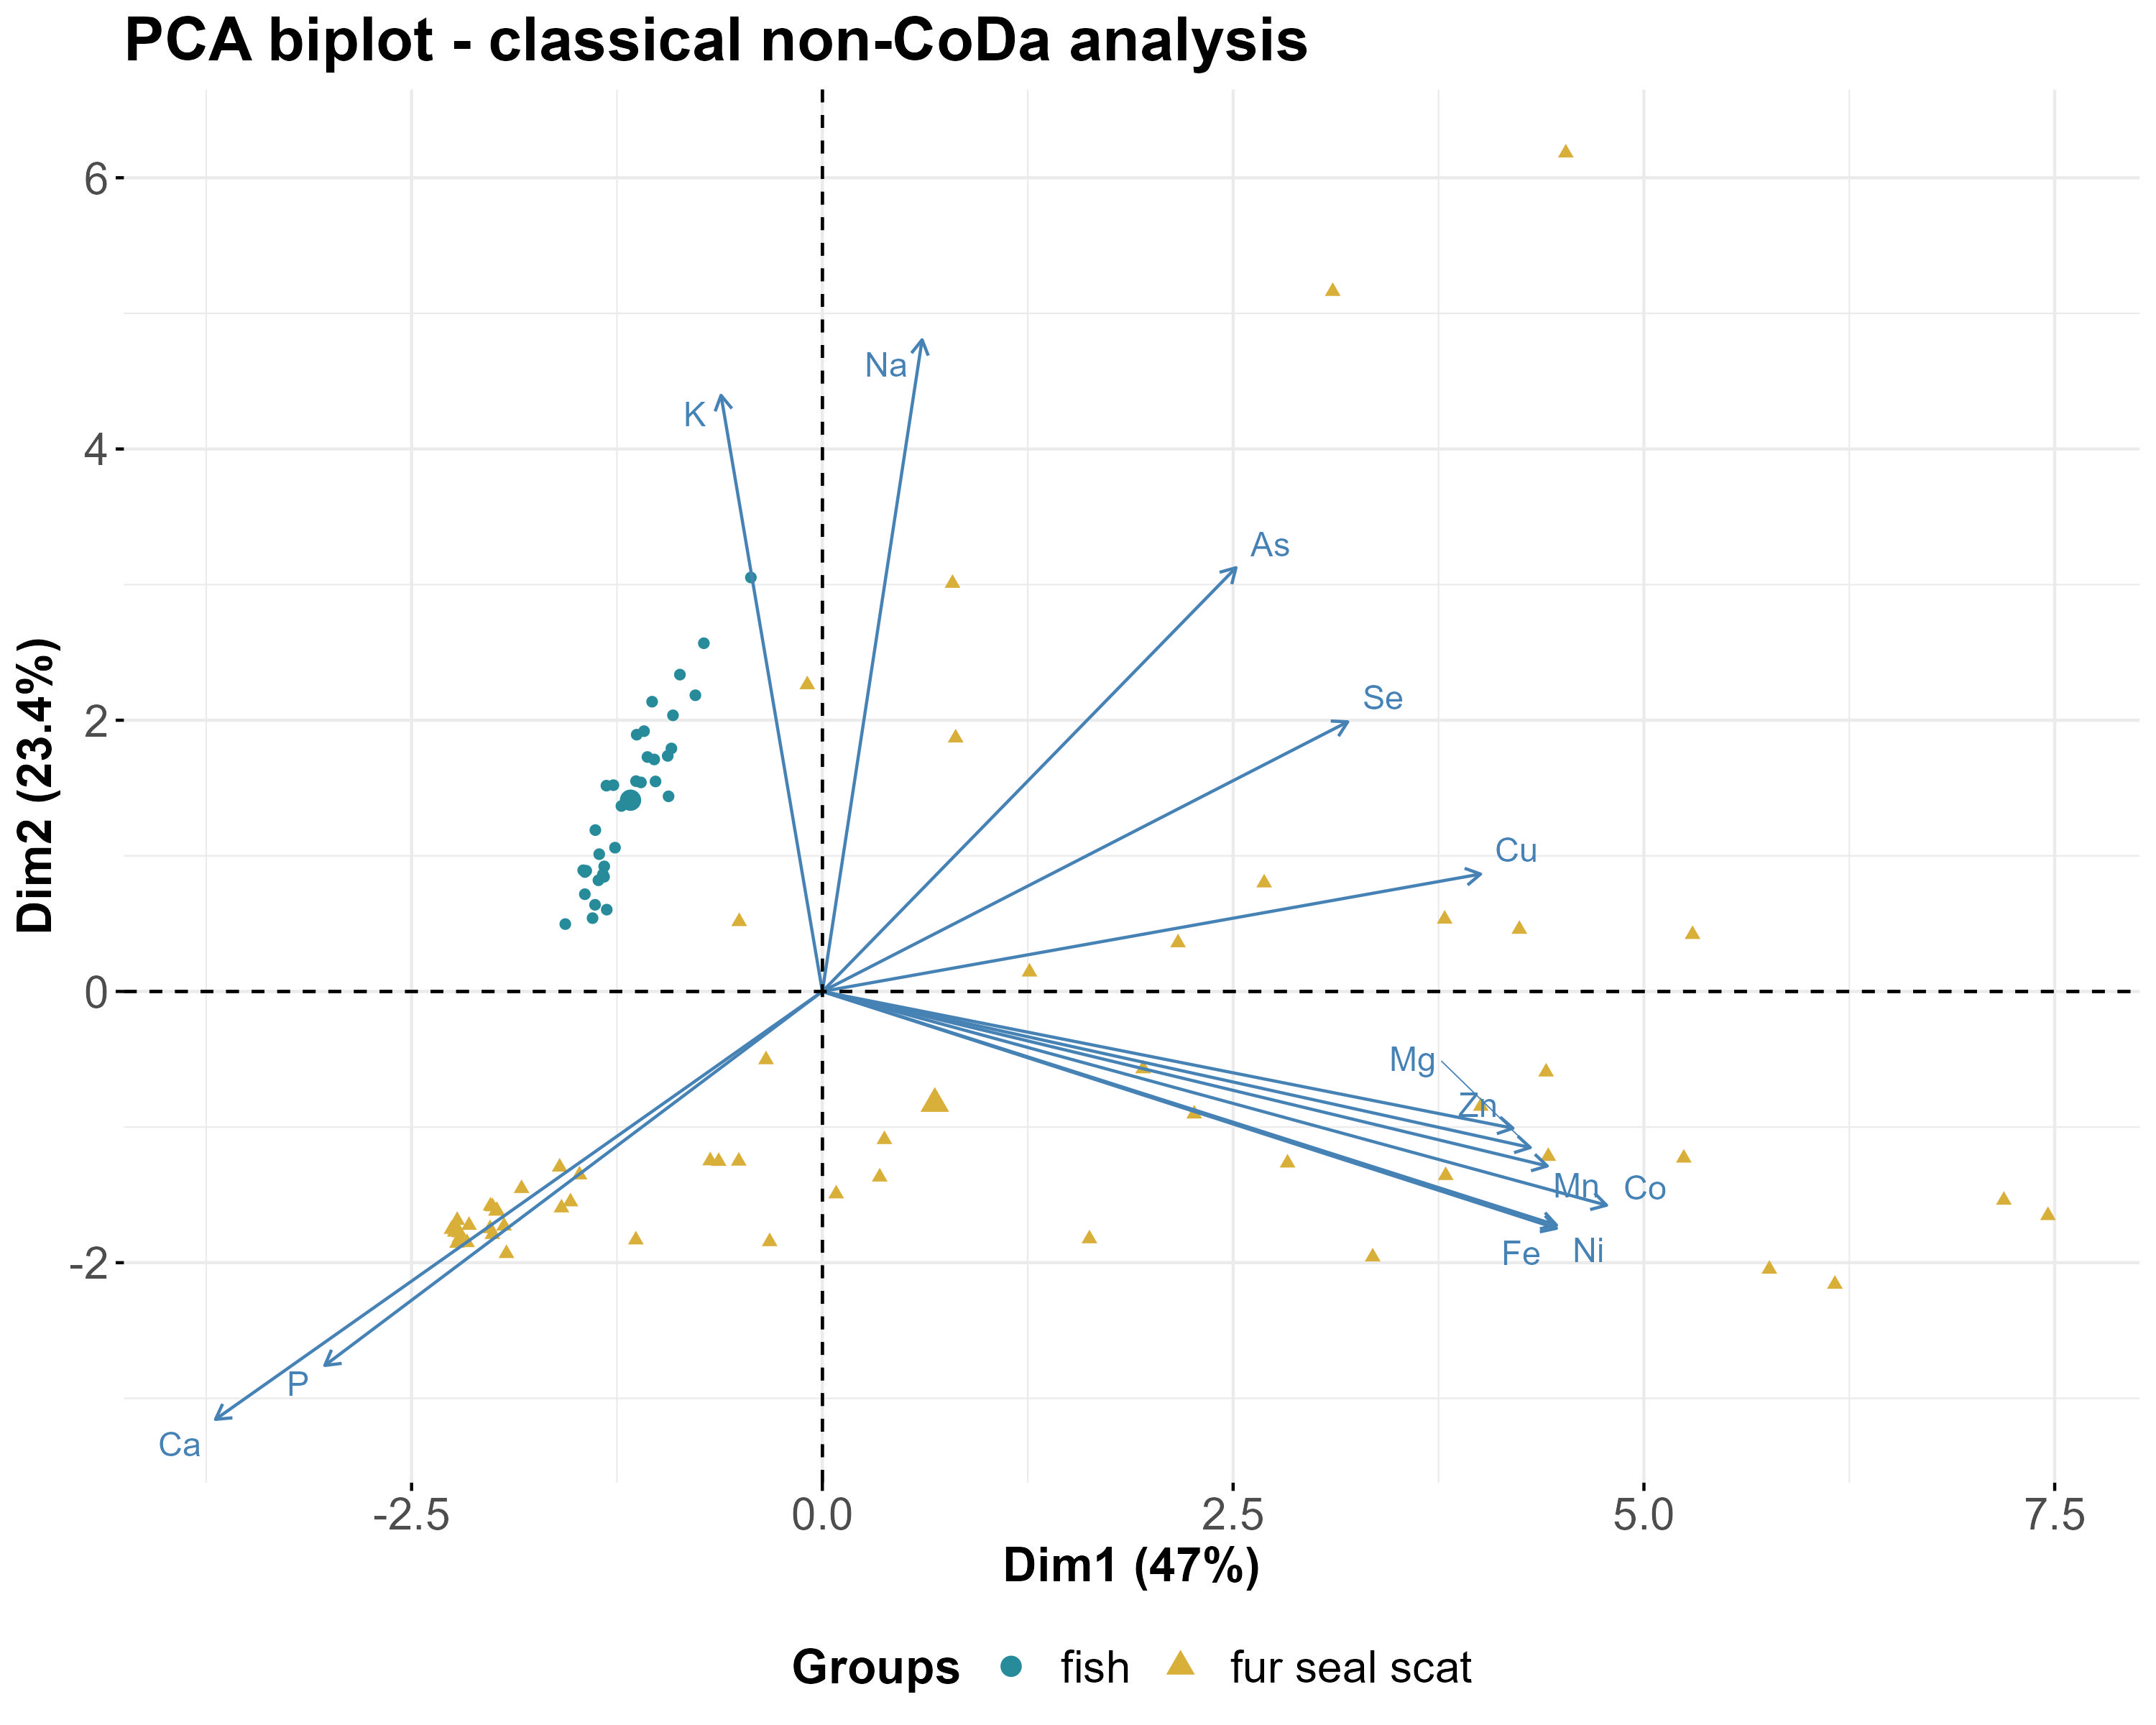 PCA biplot - classical non-CoDa analysis
Dim2 (23.4%)
6
4
2
0
-2
Na
K
As
Se
Cu
Mg
Zn
Mn Co
Fe Ni
P
Ca
-2.5 0.0 2.5 5.0 7.5
Dim1 (47%)
Groups fish fur seal scat